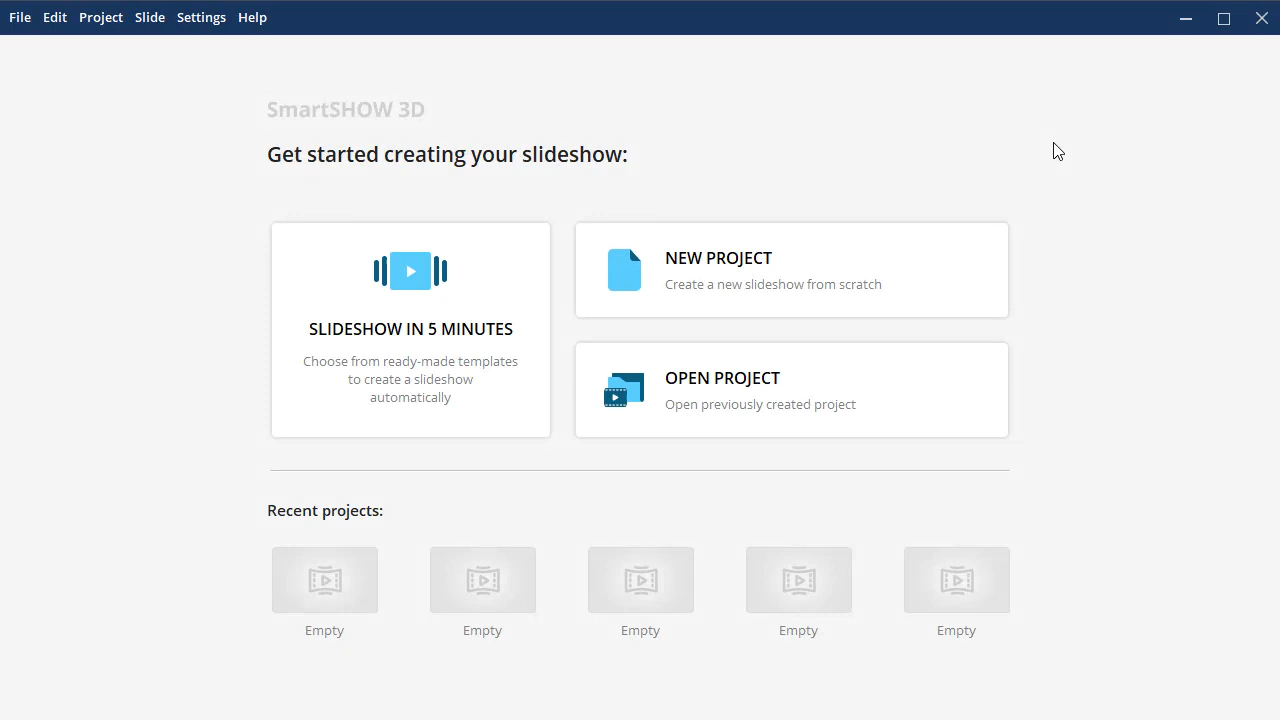 File Edit Project Slide Settings Help
SmartSHOW 3D
Get started creating your slideshow:
SLIDESHOW IN 5 MINUTES
Choose from ready-made templates
to create a slideshow
automatically
NEW PROJECT
Create a new slideshow from scratch
OPEN PROJECT
Open previously created project
Recent projects:
Empty Empty Empty Empty Empty